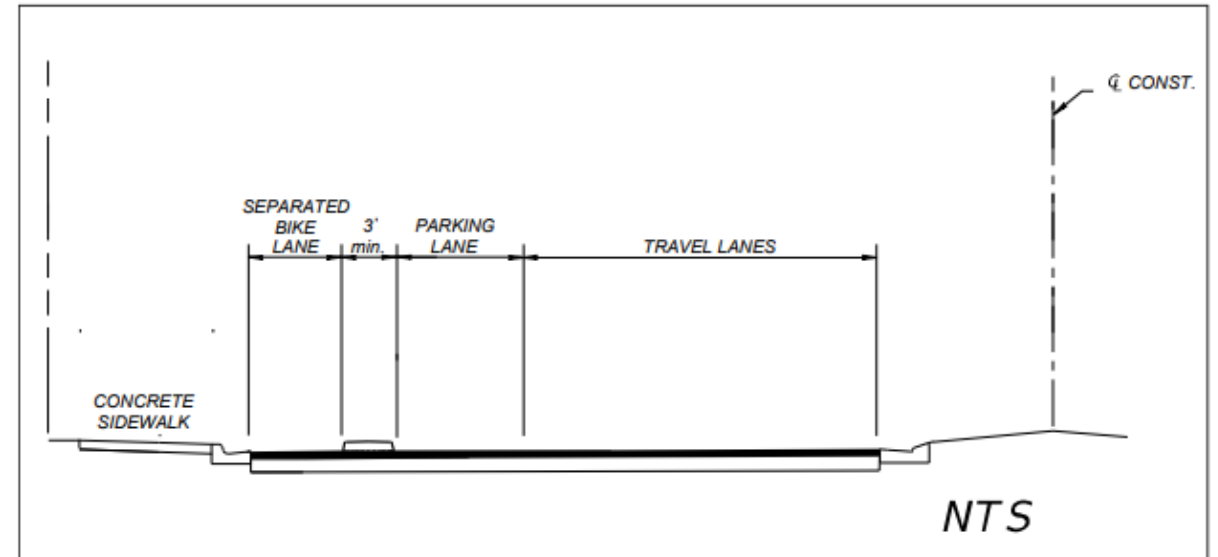 ℄ CONST.
SEPARATED
BIKE
LANE
3'
min.
PARKING
LANE
TRAVEL LANES
CONCRETE
SIDEWALK
NTS